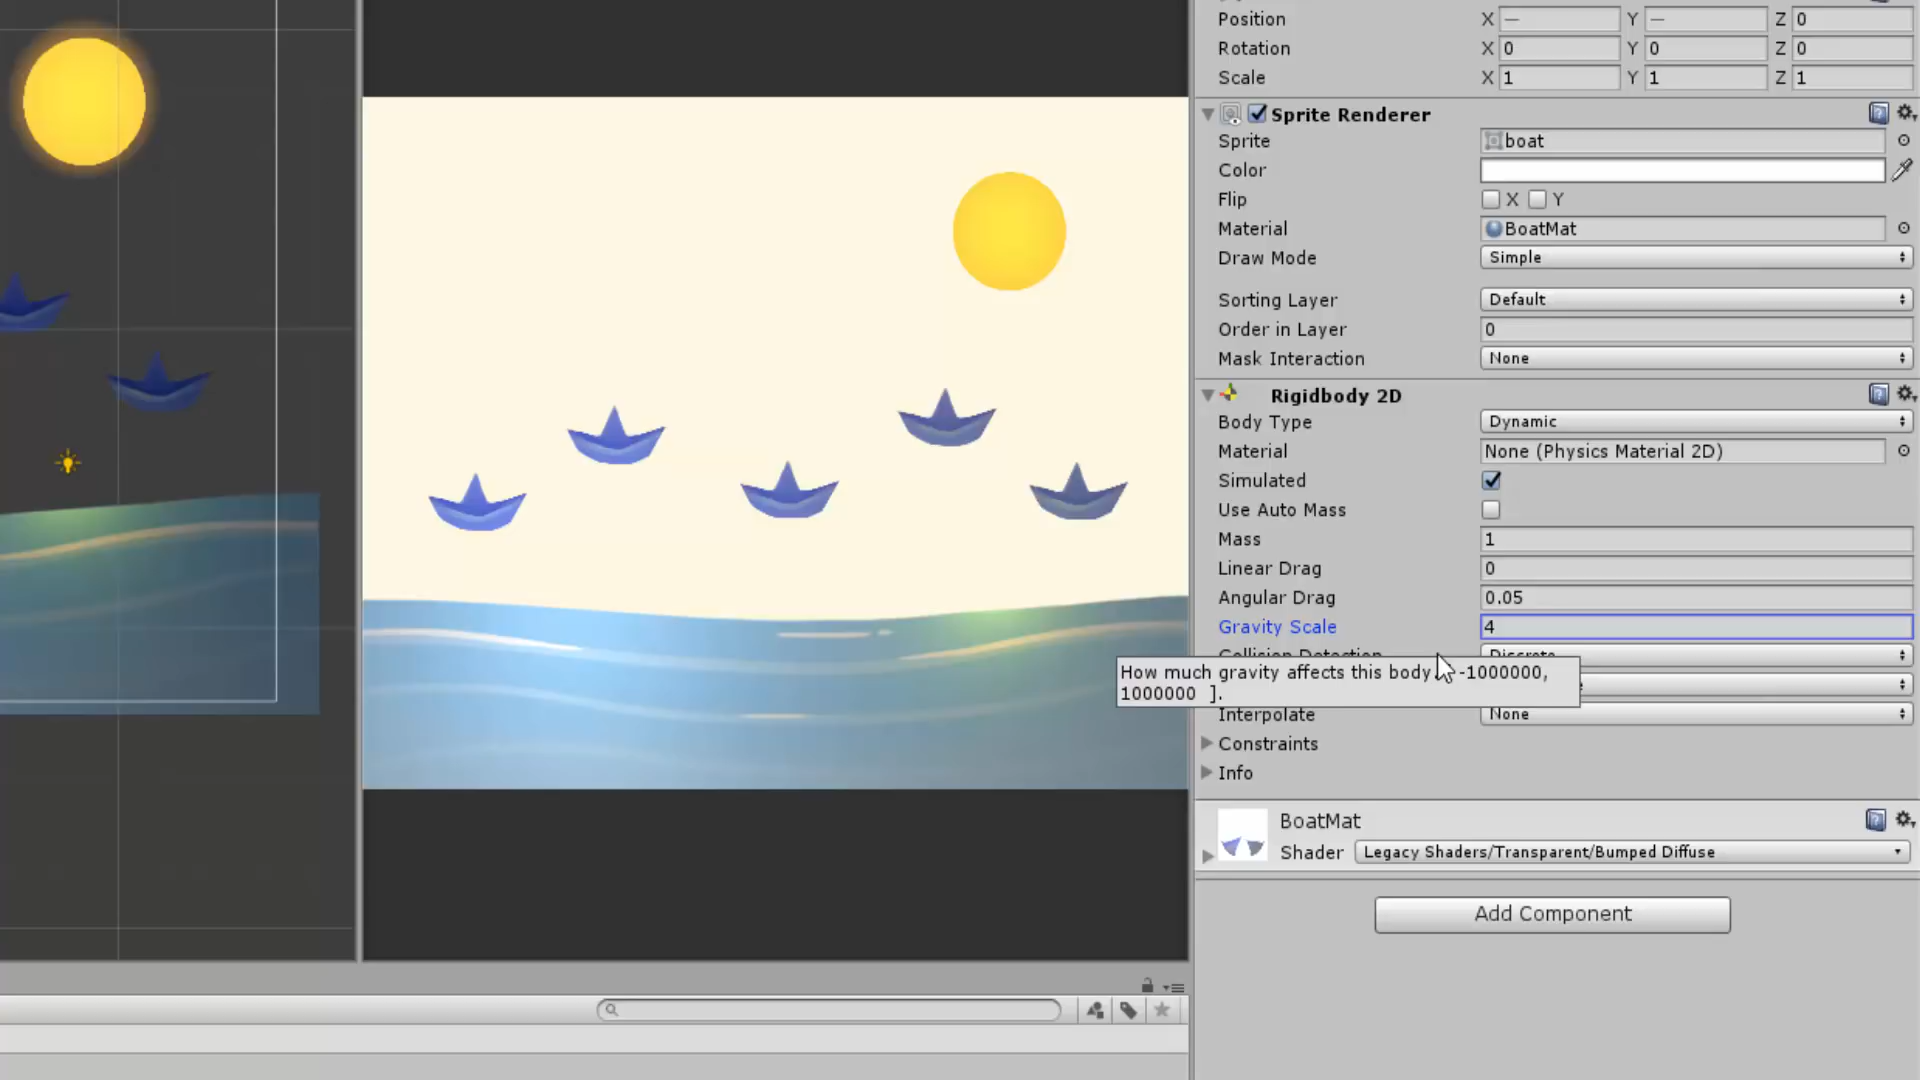 Position X — Y — Z 0
Rotation X 0 Y 0 Z 0
Scale X 1 Y 1 Z 1
Sprite Renderer
Sprite boat
Color
Flip X Y
Material BoatMat
Draw Mode Simple
Sorting Layer Default
Order in Layer 0
Mask Interaction None
Rigidbody 2D
Body Type Dynamic
Material None (Physics Material 2D)
Simulated
Use Auto Mass
Mass 1
Linear Drag 0
Angular Drag 0.05
Gravity Scale 4
Collision Detection Discrete
How much gravity affects this body -1000000,
1000000 ].
Interpolate None
Constraints
Info
BoatMat
Shader Legacy Shaders/Transparent/Bumped Diffuse
Add Component